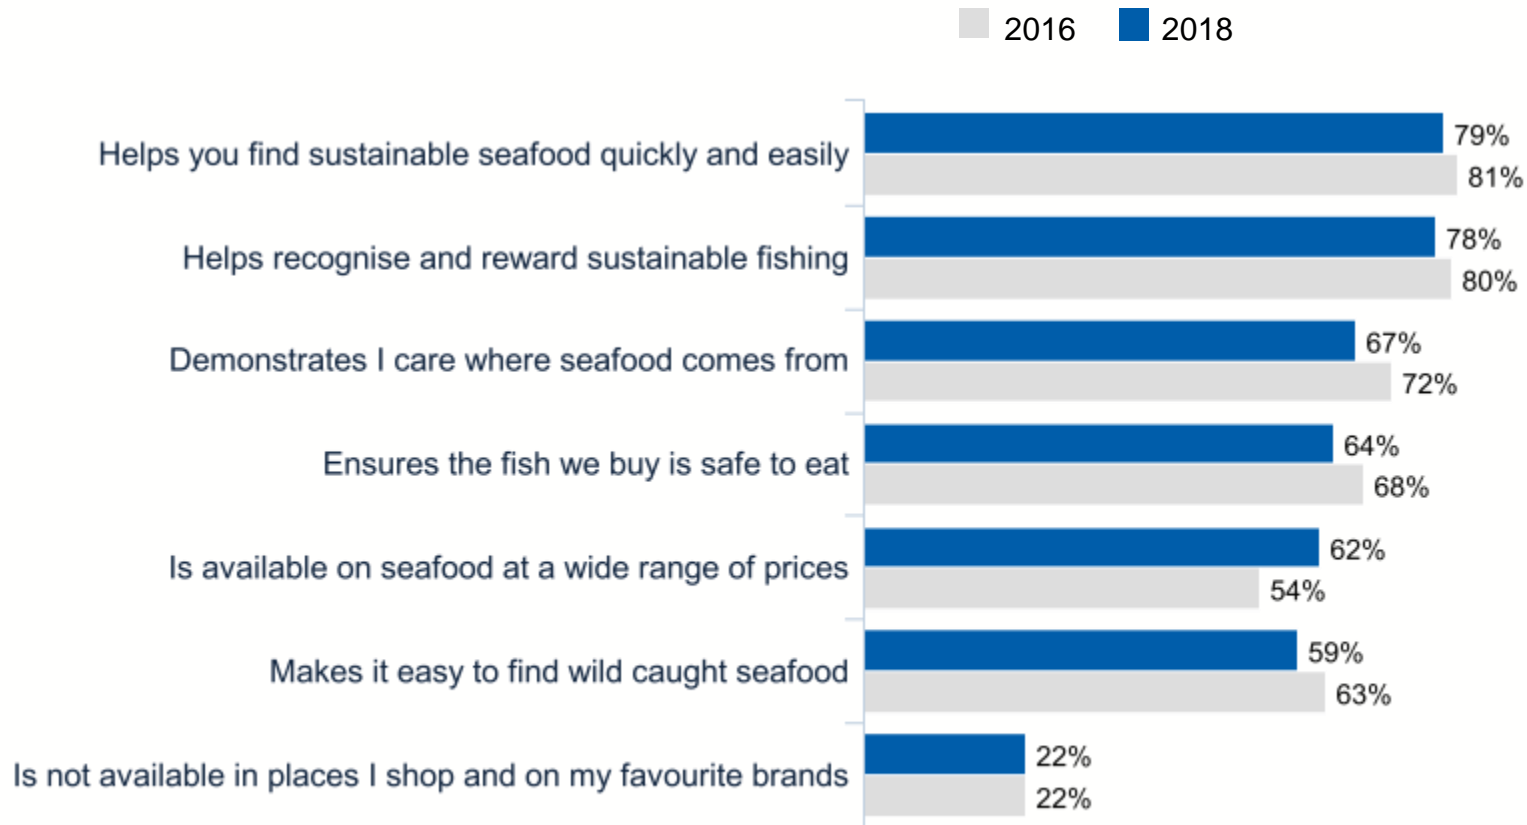 2016 2018
79%
Helps you find sustainable seafood quickly and easily
81%
78%
Helps recognise and reward sustainable fishing
80%
67%
Demonstrates I care where seafood comes from
72%
64%
Ensures the fish we buy is safe to eat
68%
62%
Is available on seafood at a wide range of prices
54%
59%
Makes it easy to find wild caught seafood
63%
22%
Is not available in places I shop and on my favourite brands
22%